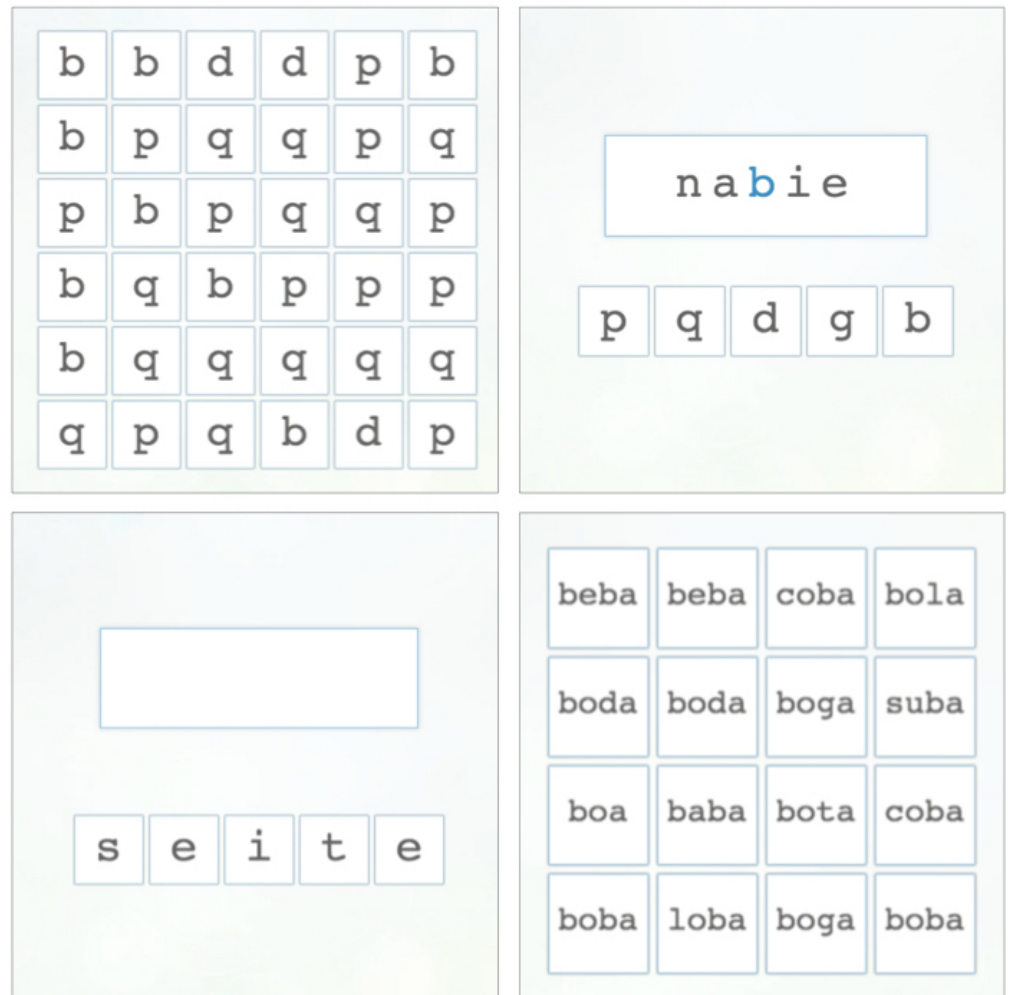 b b d d p b
b p q q p q
p b p q q p
b q b p p p
b q q q q q
q p q b d p
nabie
p q d g b
s e i t e
beba beba coba bola
boda boda boga suba
boa baba bota coba
boba loba boga boba